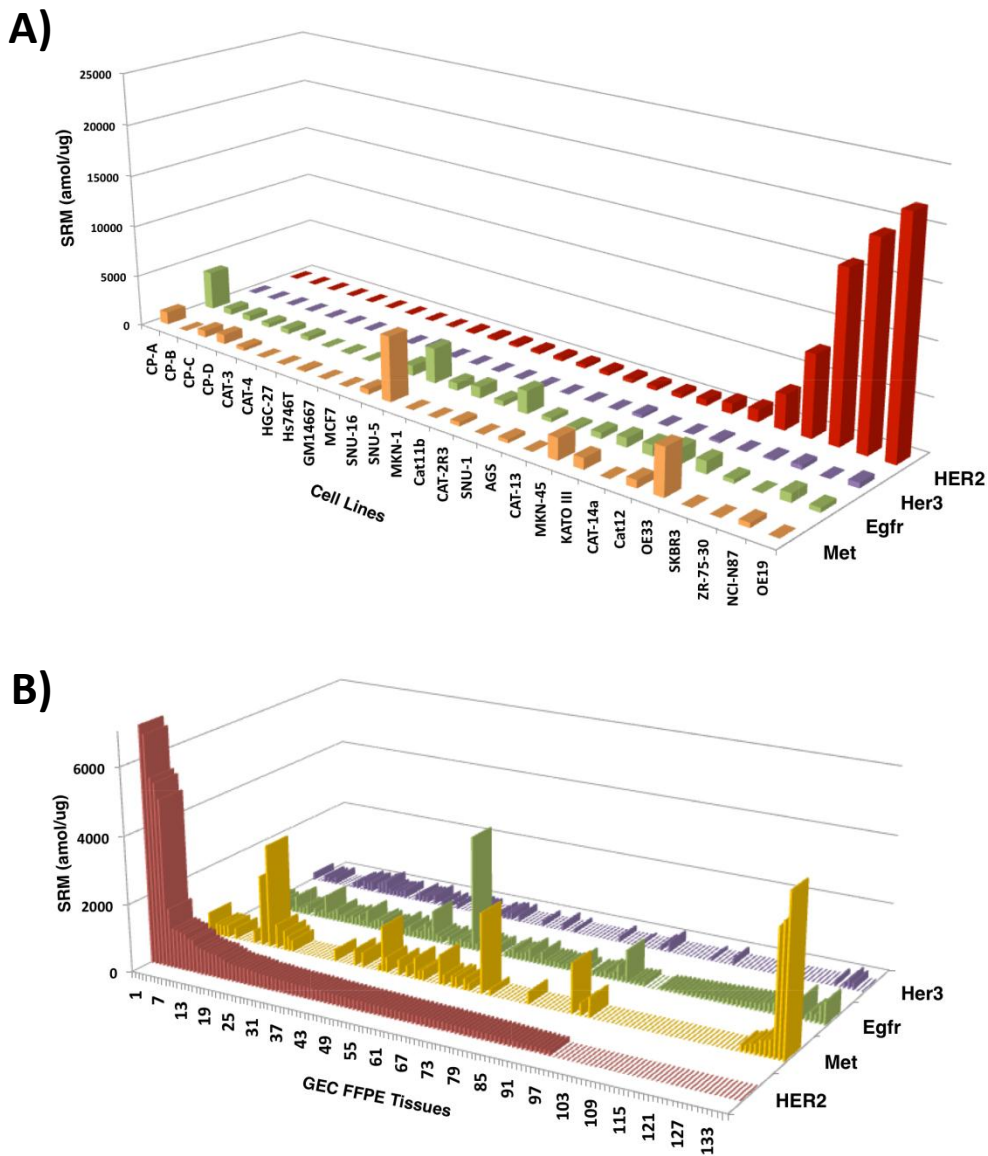 A)
25000
20000
15000
10000
5000
0
SRM (amol/ug)
CP-A
CP-B
CP-C
CP-D
CAT-3
CAT-4
HGC-27
Hs746T
GM14667
MCF7
SNU-16
SNU-5
MKN-1
Cat11b
CAT-2R3
SNU-1
AGS
CAT-13
MKN-45
KATO III
CAT-14a
Cat12
OE33
SKBR3
ZR-75-30
NCI-N87
OE19
Cell Lines
HER2
Her3
Egfr
Met
B)
6000
4000
2000
0
SRM (amol/ug)
1
7
13
19
25
31
37
43
49
55
61
67
73
79
85
91
97
103
109
115
121
127
133
GEC FFPE Tissues
Her3
Egfr
Met
HER2